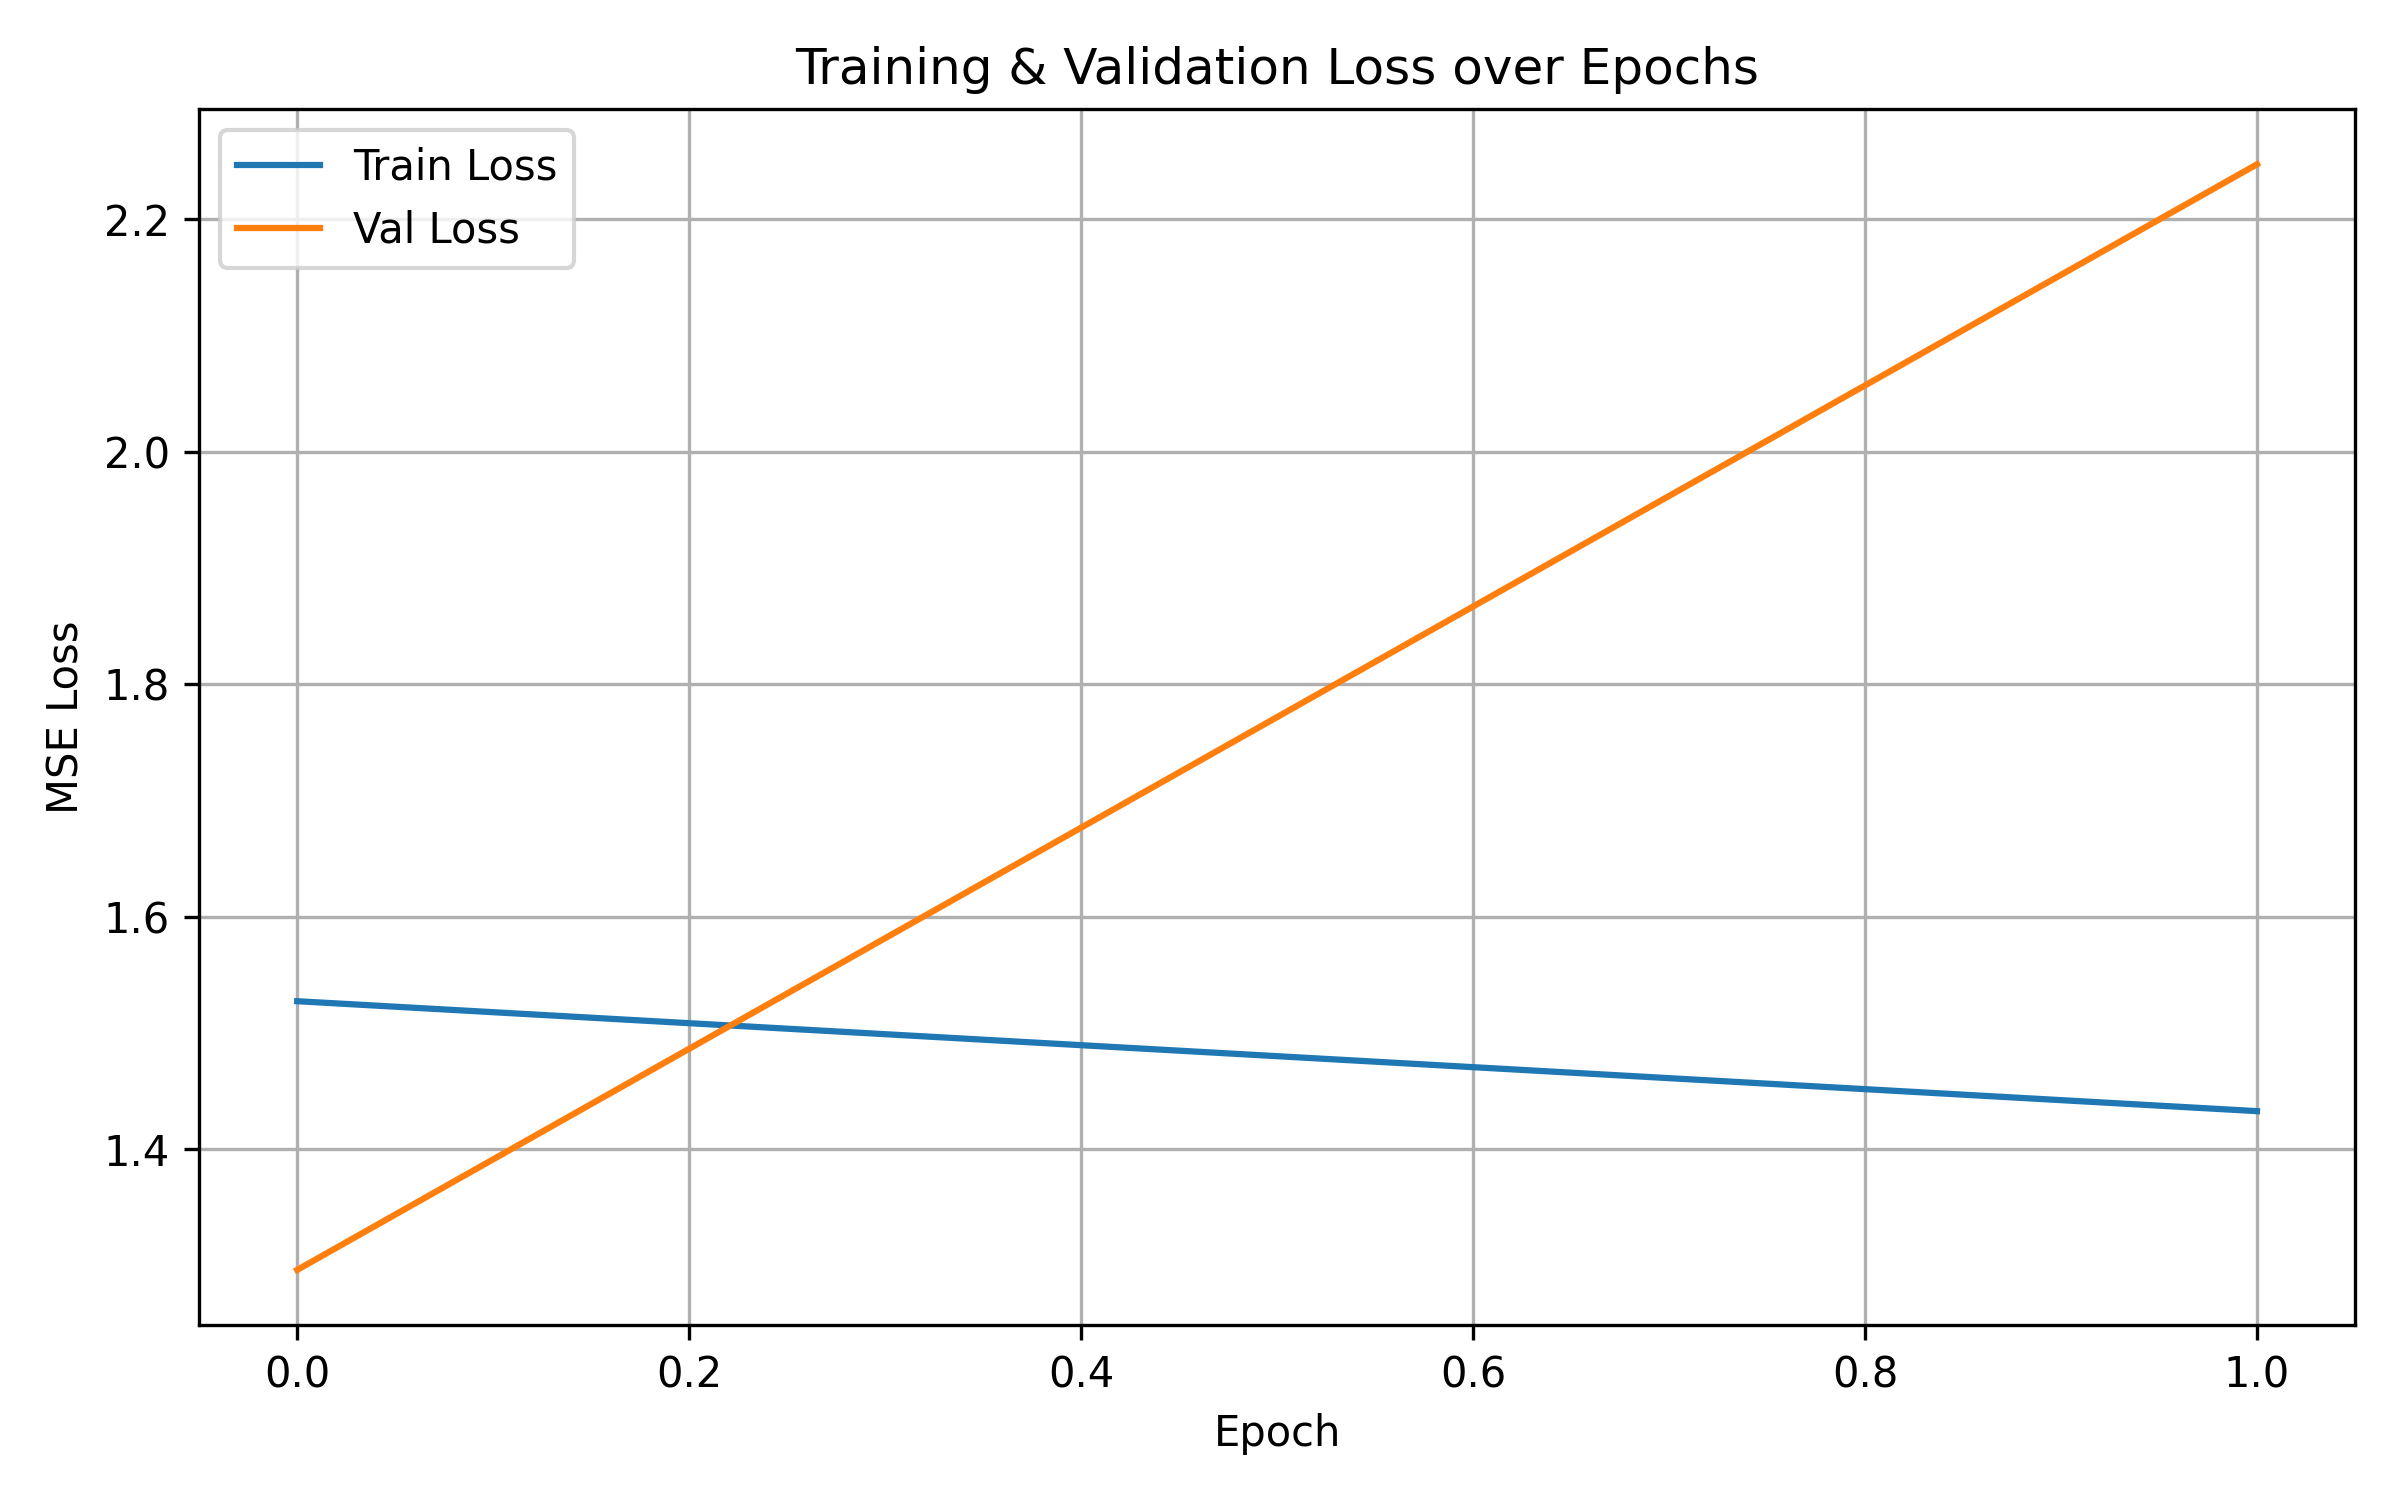 Training & Validation Loss over Epochs
Train Loss
Val Loss
MSE Loss
2.2
2.0
1.8
1.6
1.4
0.0 0.2 0.4 0.6 0.8 1.0
Epoch